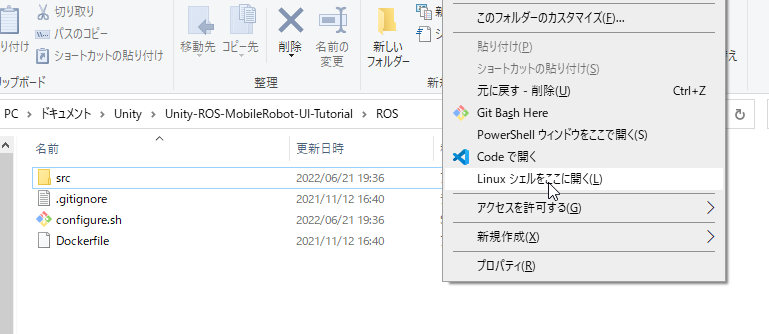 切り取り
パスのコピー
り付け
ショートカットの貼り付け
ップボード
移動先
コピー先
削除
名前の
変更
整理
新しい
フォルダー
新
シ
新規
え
PC > ドキュメント > Unity > Unity-ROS-MobileRobot-UI-Tutorial > ROS
名前
更新日時
src
2022/06/21 19:36
.gitignore
2021/11/12 16:40
configure.sh
2022/06/21 19:36
Dockerfile
2021/11/12 16:40
このフォルダーのカスタマイズ(F)...
貼り付け(P)
ショートカットの貼り付け(S)
元に戻す - 削除(U) Ctrl+Z
Git Bash Here
PowerShell ウィンドウをここで開く(S)
Code で開く
Linux シェルをここに開く(L)
アクセスを許可する(G)
新規作成(X)
プロパティ(R)